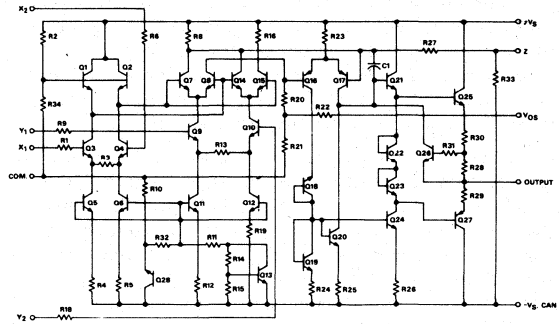 X2
+VS
R2
R6
R8
R16
R23
R27
Z
Q1
Q2
Q7
Q8
Q14
Q15
Q16
Q17
C1
Q21
Q25
R33
R34
R20
R22
VOS
Y1
R9
Q9
Q10
R21
R30
X1
R1
Q3
Q4
R13
Q26
R31
R3
Q22
R28
COM.
OUTPUT
R10
Q18
Q23
R29
Q5
Q6
Q11
Q12
Q24
Q27
R32
R11
R19
Q20
R14
Q13
Q19
R4
R5
Q28
R12
R15
R24
R25
R26
-VS. CAN
Y2
R18